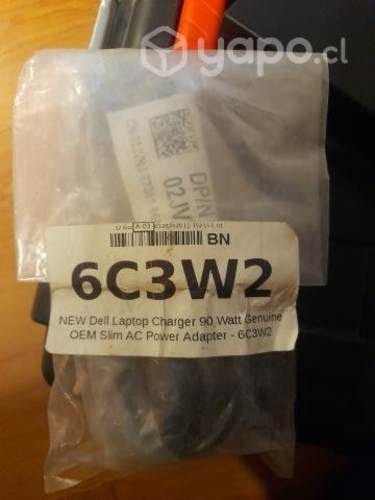 yapo.cl
DP/N
02JV
BN
6C3W2
NEW Dell Laptop Charger 90 Watt Genuine
OEM Slim AC Power Adapter - 6C3W2